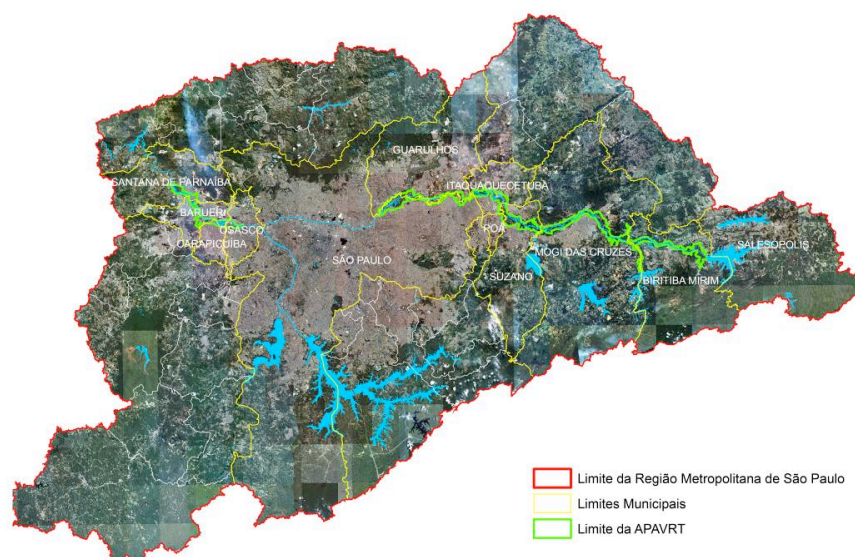 GUARULHOS
SANTANA DE PARNAÍBA
ITAQUAQUECETUBA
BARUERI
OSASCO
CARAPICUÍBA
POÁ
SÃO PAULO
MOGI DAS CRUZES
SALESÓPOLIS
SUZANO
BIRITIBA MIRIM
Limite da Região Metropolitana de São Paulo
Limites Municipais
Limite da APAVRT